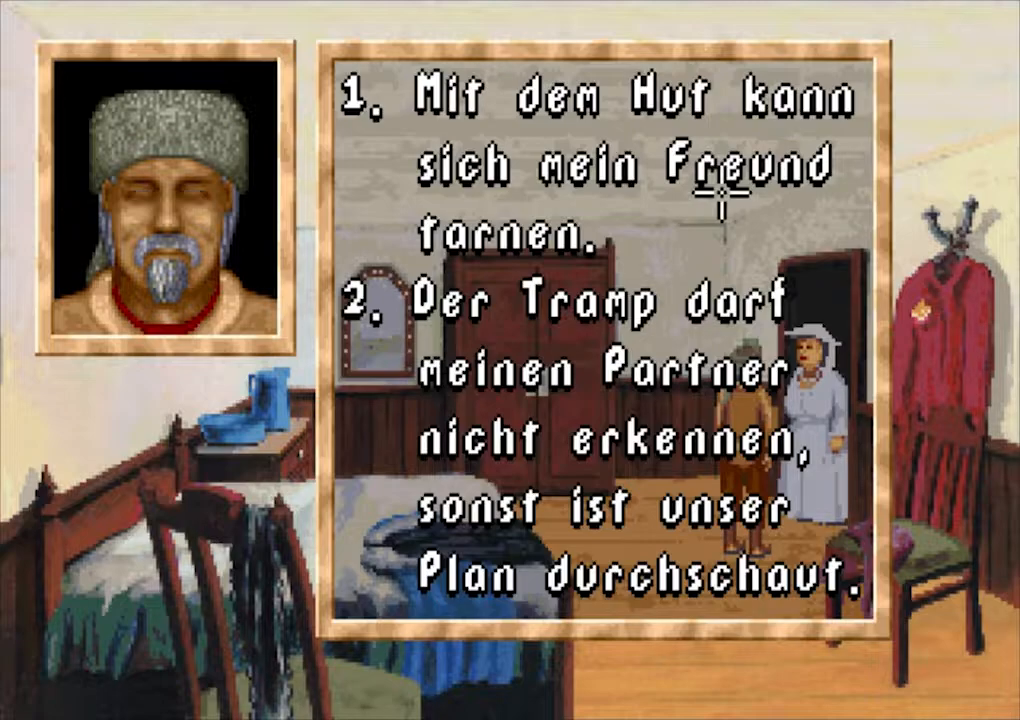 1. Mit dem Hut kann
sich mein Freund
tarnen.
2. Der Tramp darf
meinen Partner
nicht erkennen,
sonst ist unser
Plan durchschaut.